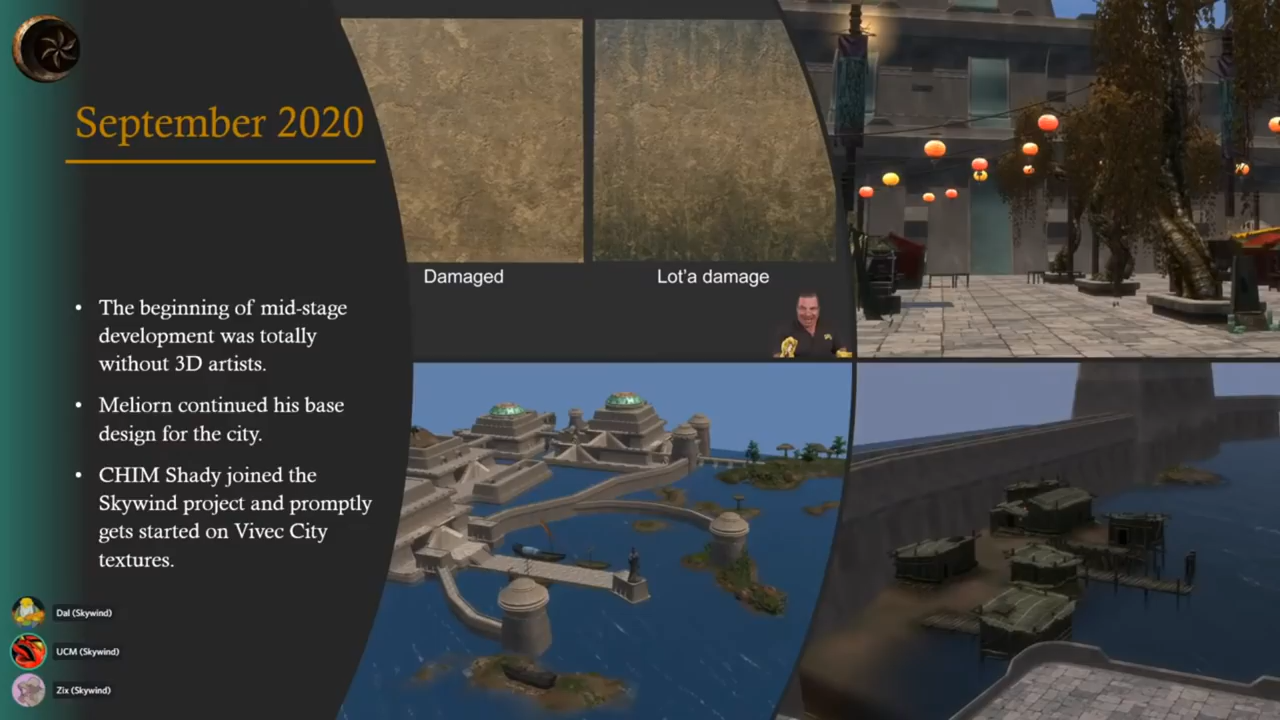 September 2020
• The beginning of mid-stage
development was totally
without 3D artists.
• Meliorn continued his base
design for the city.
• CHIM Shady joined the
Skywind project and promptly
gets started on Vivec City
textures.
Damaged
Lot'a damage
Dal (Skywind)
UCM (Skywind)
Zix (Skywind)